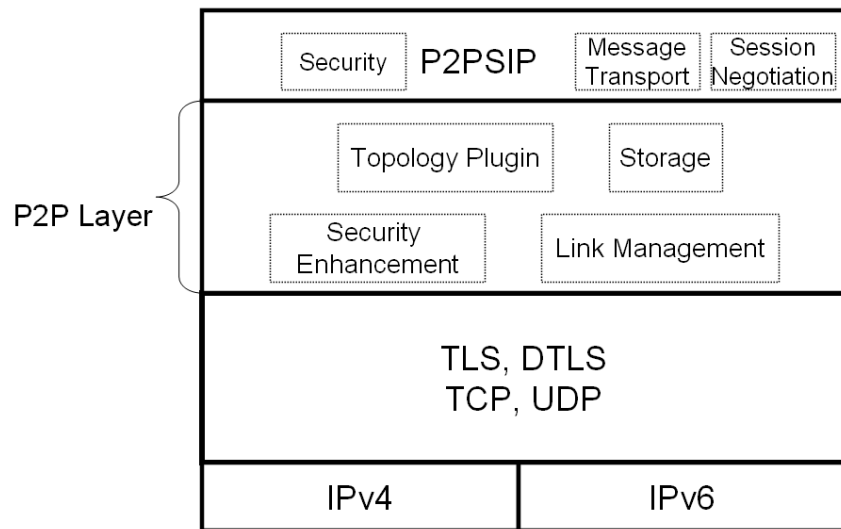 Security
P2PSIP
Message
Transport
Session
Negotiation
Topology Plugin
Storage
P2P Layer
Security
Enhancement
Link Management
TLS, DTLS
TCP, UDP
IPv4
IPv6